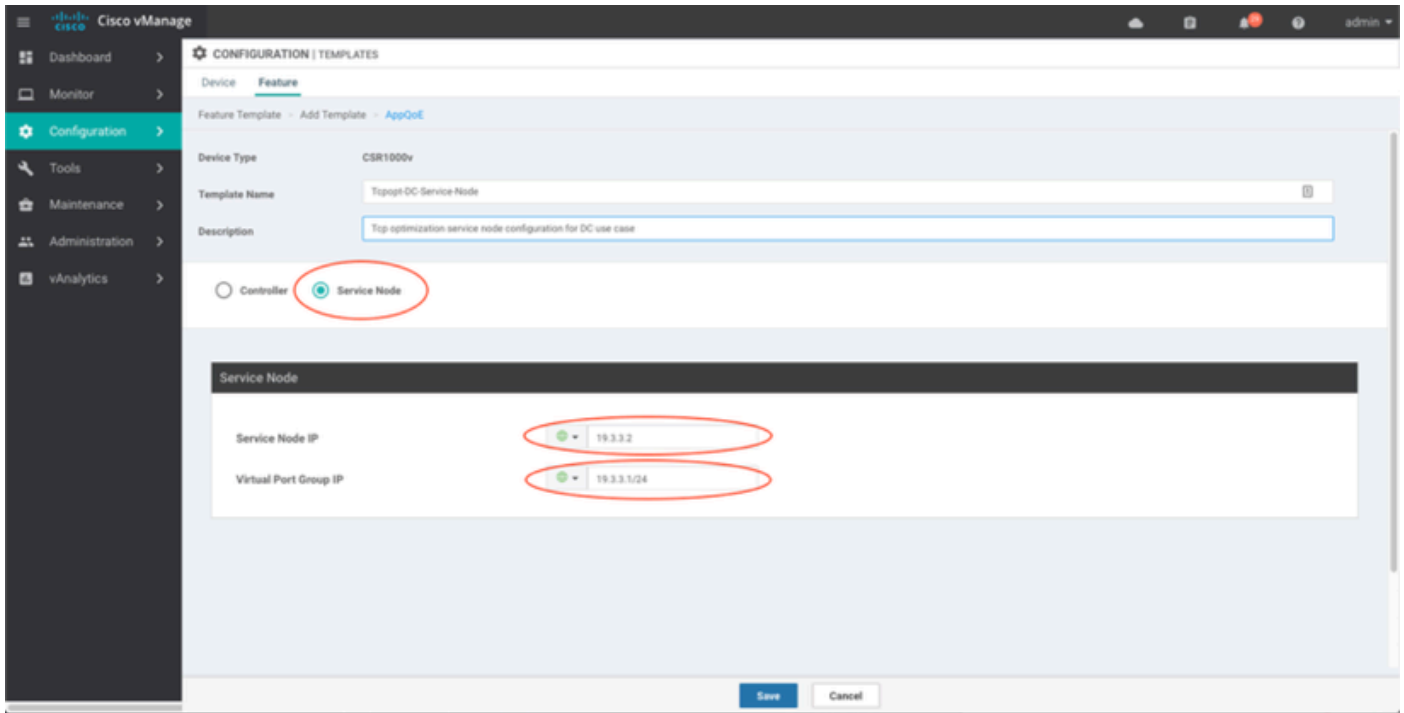 cisco Cisco vManage admin
Dashboard
Monitor
Configuration
Tools
Maintenance
Administration
vAnalytics
CONFIGURATION | TEMPLATES
Device Feature
Feature Template > Add Template > AppQoE
Device Type CSR1000v
Template Name Tcpopt-DC-Service-Node
Description Tcp optimization service node configuration for DC use case
Controller Service Node
Service Node
Service Node IP 19.3.3.2
Virtual Port Group IP 19.3.3.1/24
Save Cancel